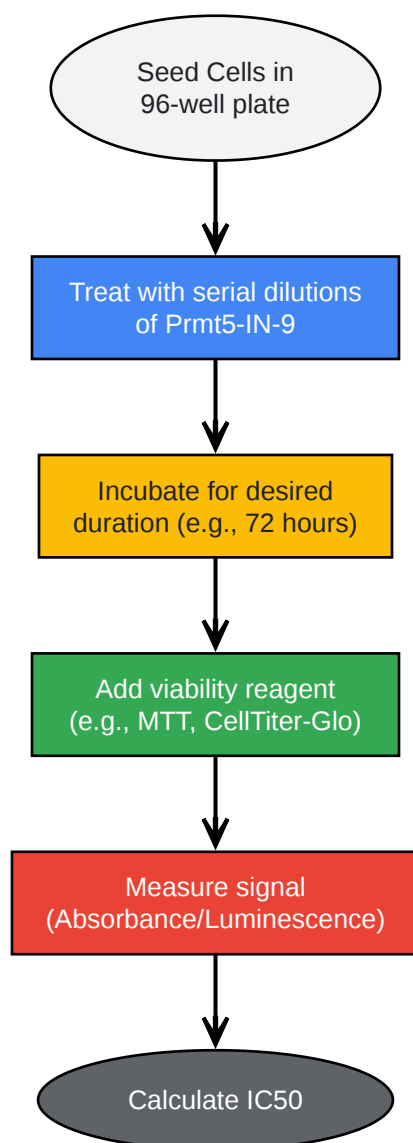 Seed Cells in
96-well plate
Treat with serial dilutions
of Prmt5-IN-9
Incubate for desired
duration (e.g., 72 hours)
Add viability reagent
(e.g., MTT, CellTiter-Glo)
Measure signal
(Absorbance/Luminescence)
Calculate IC50